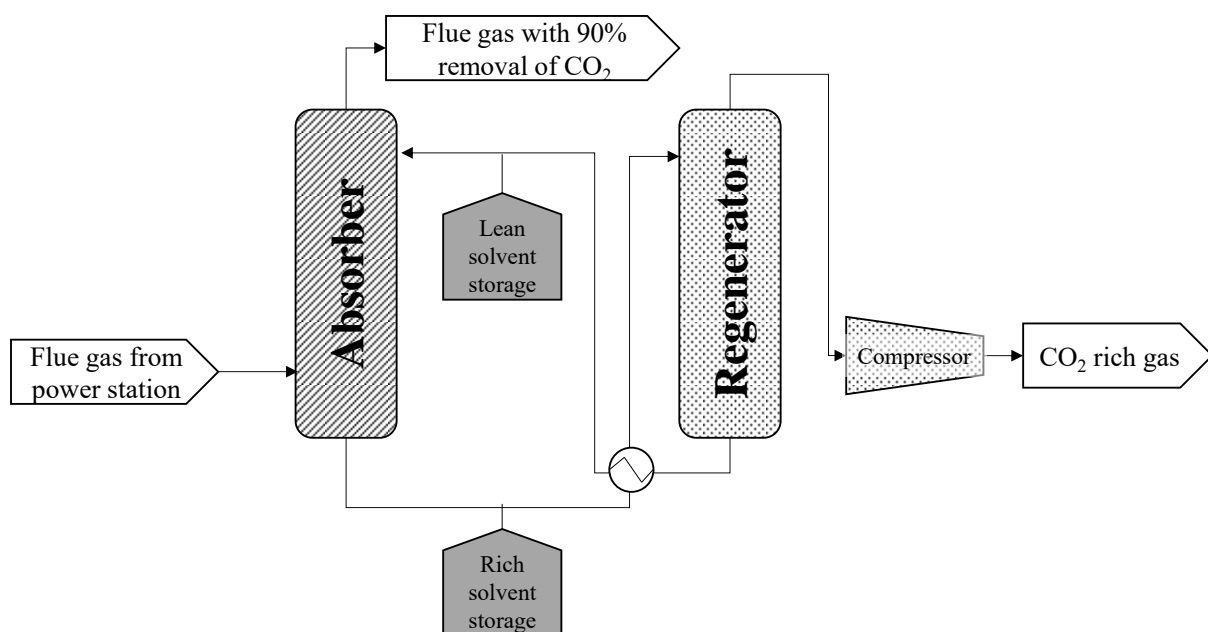 Flue gas with 90%
removal of CO₂
Absorber
Regenerator
Lean
solvent
storage
Flue gas from
power station
Compressor
CO₂ rich gas
Rich
solvent
storage